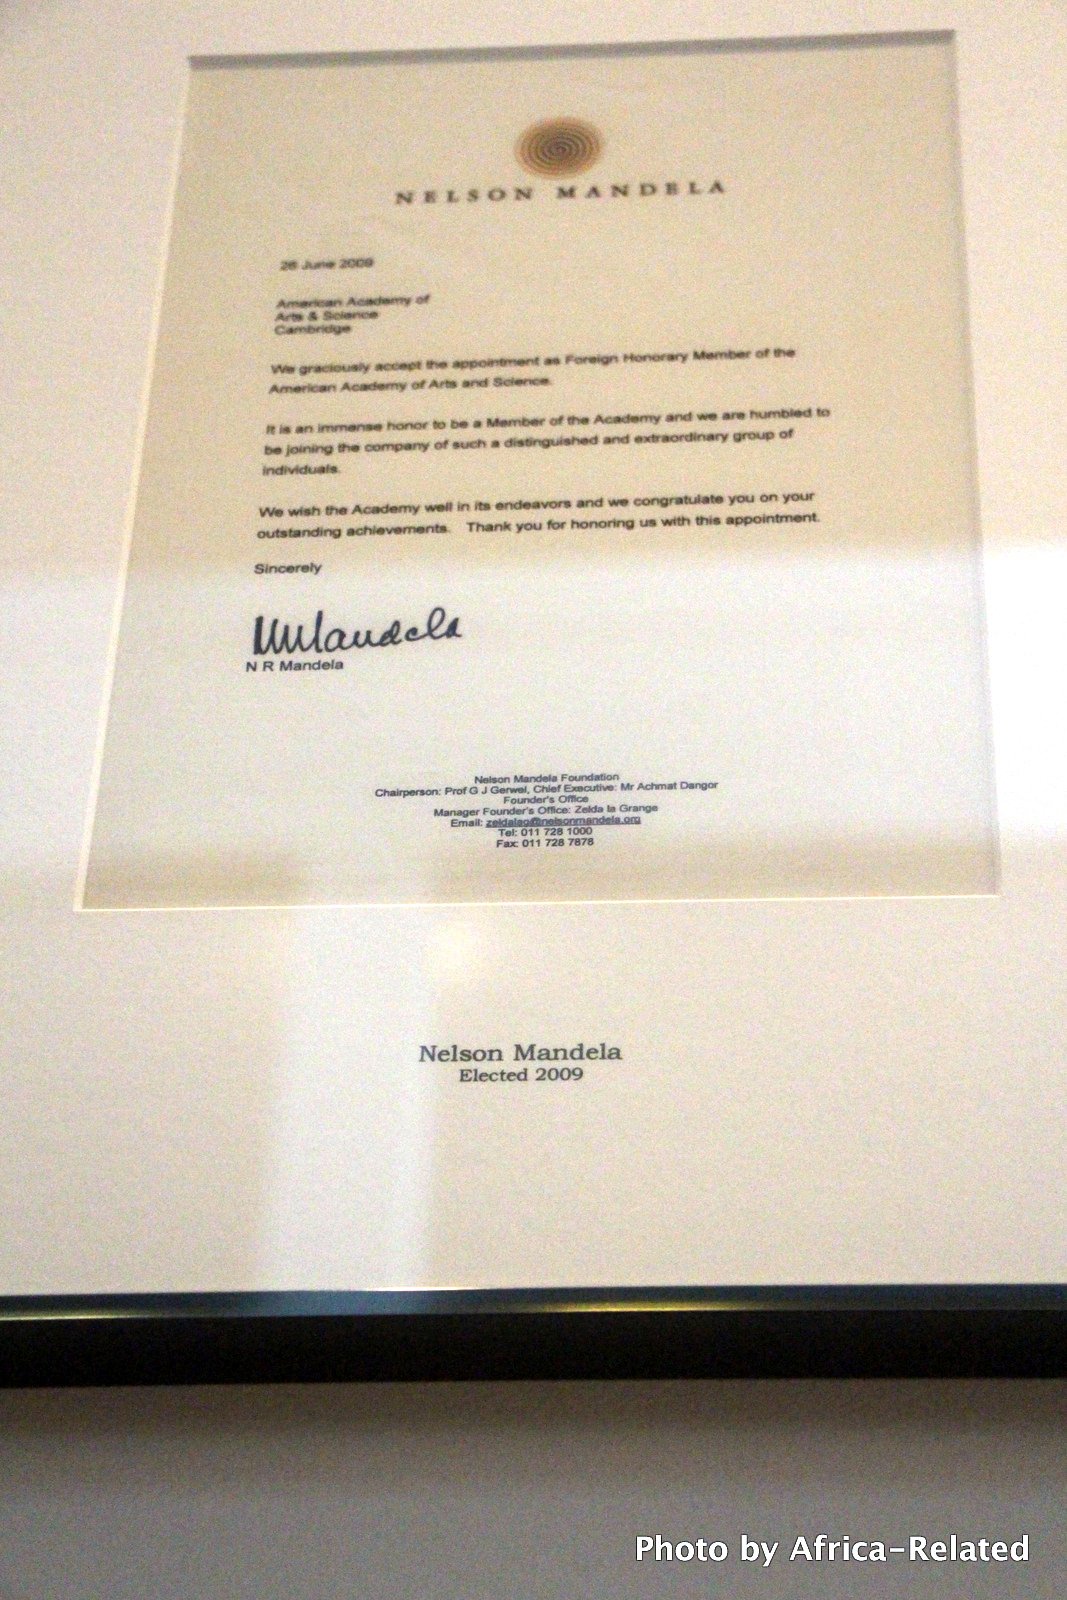 NELSON MANDELA
26 June 2009
American Academy of
Arts & Science
Cambridge
We graciously accept the appointment as Foreign Honorary Member of the
American Academy of Arts and Science.
It is an immense honor to be a Member of the Academy and we are humbled to
be joining the company of such a distinguished and extraordinary group of
individuals.
We wish the Academy well in its endeavors and we congratulate you on your
outstanding achievements. Thank you for honoring us with this appointment.
Sincerely
NMandela
N R Mandela
Nelson Mandela Foundation
Chairperson: Prof G J Gerwel, Chief Executive: Mr Achmat Dangor
Founder's Office
Manager Founder's Office: Zelda la Grange
Email: zeldalag@nelsonmandela.org
Tel: 011 728 1000
Fax: 011 728 7878
Nelson Mandela
Elected 2009
Photo by Africa-Related